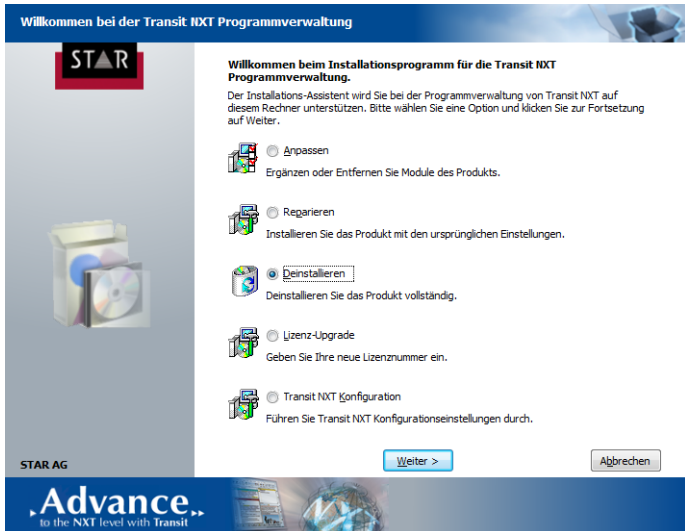 Willkommen bei der Transit NXT Programmverwaltung
STAR
Willkommen beim Installationsprogramm für die Transit NXT
Programmverwaltung.
Der Installations-Assistent wird Sie bei der Programmverwaltung von Transit NXT auf
diesem Rechner unterstützen. Bitte wählen Sie eine Option und klicken Sie zur Fortsetzung
auf Weiter.
Anpassen
Ergänzen oder Entfernen Sie Module des Produkts.
Reparieren
Installieren Sie das Produkt mit den ursprünglichen Einstellungen.
Deinstallieren
Deinstallieren Sie das Produkt vollständig.
Lizenz-Upgrade
Geben Sie Ihre neue Lizenznummer ein.
Transit NXT Konfiguration
Führen Sie Transit NXT Konfigurationseinstellungen durch.
STAR AG
Weiter >
Abbrechen
Advance
to the NXT level with Transit